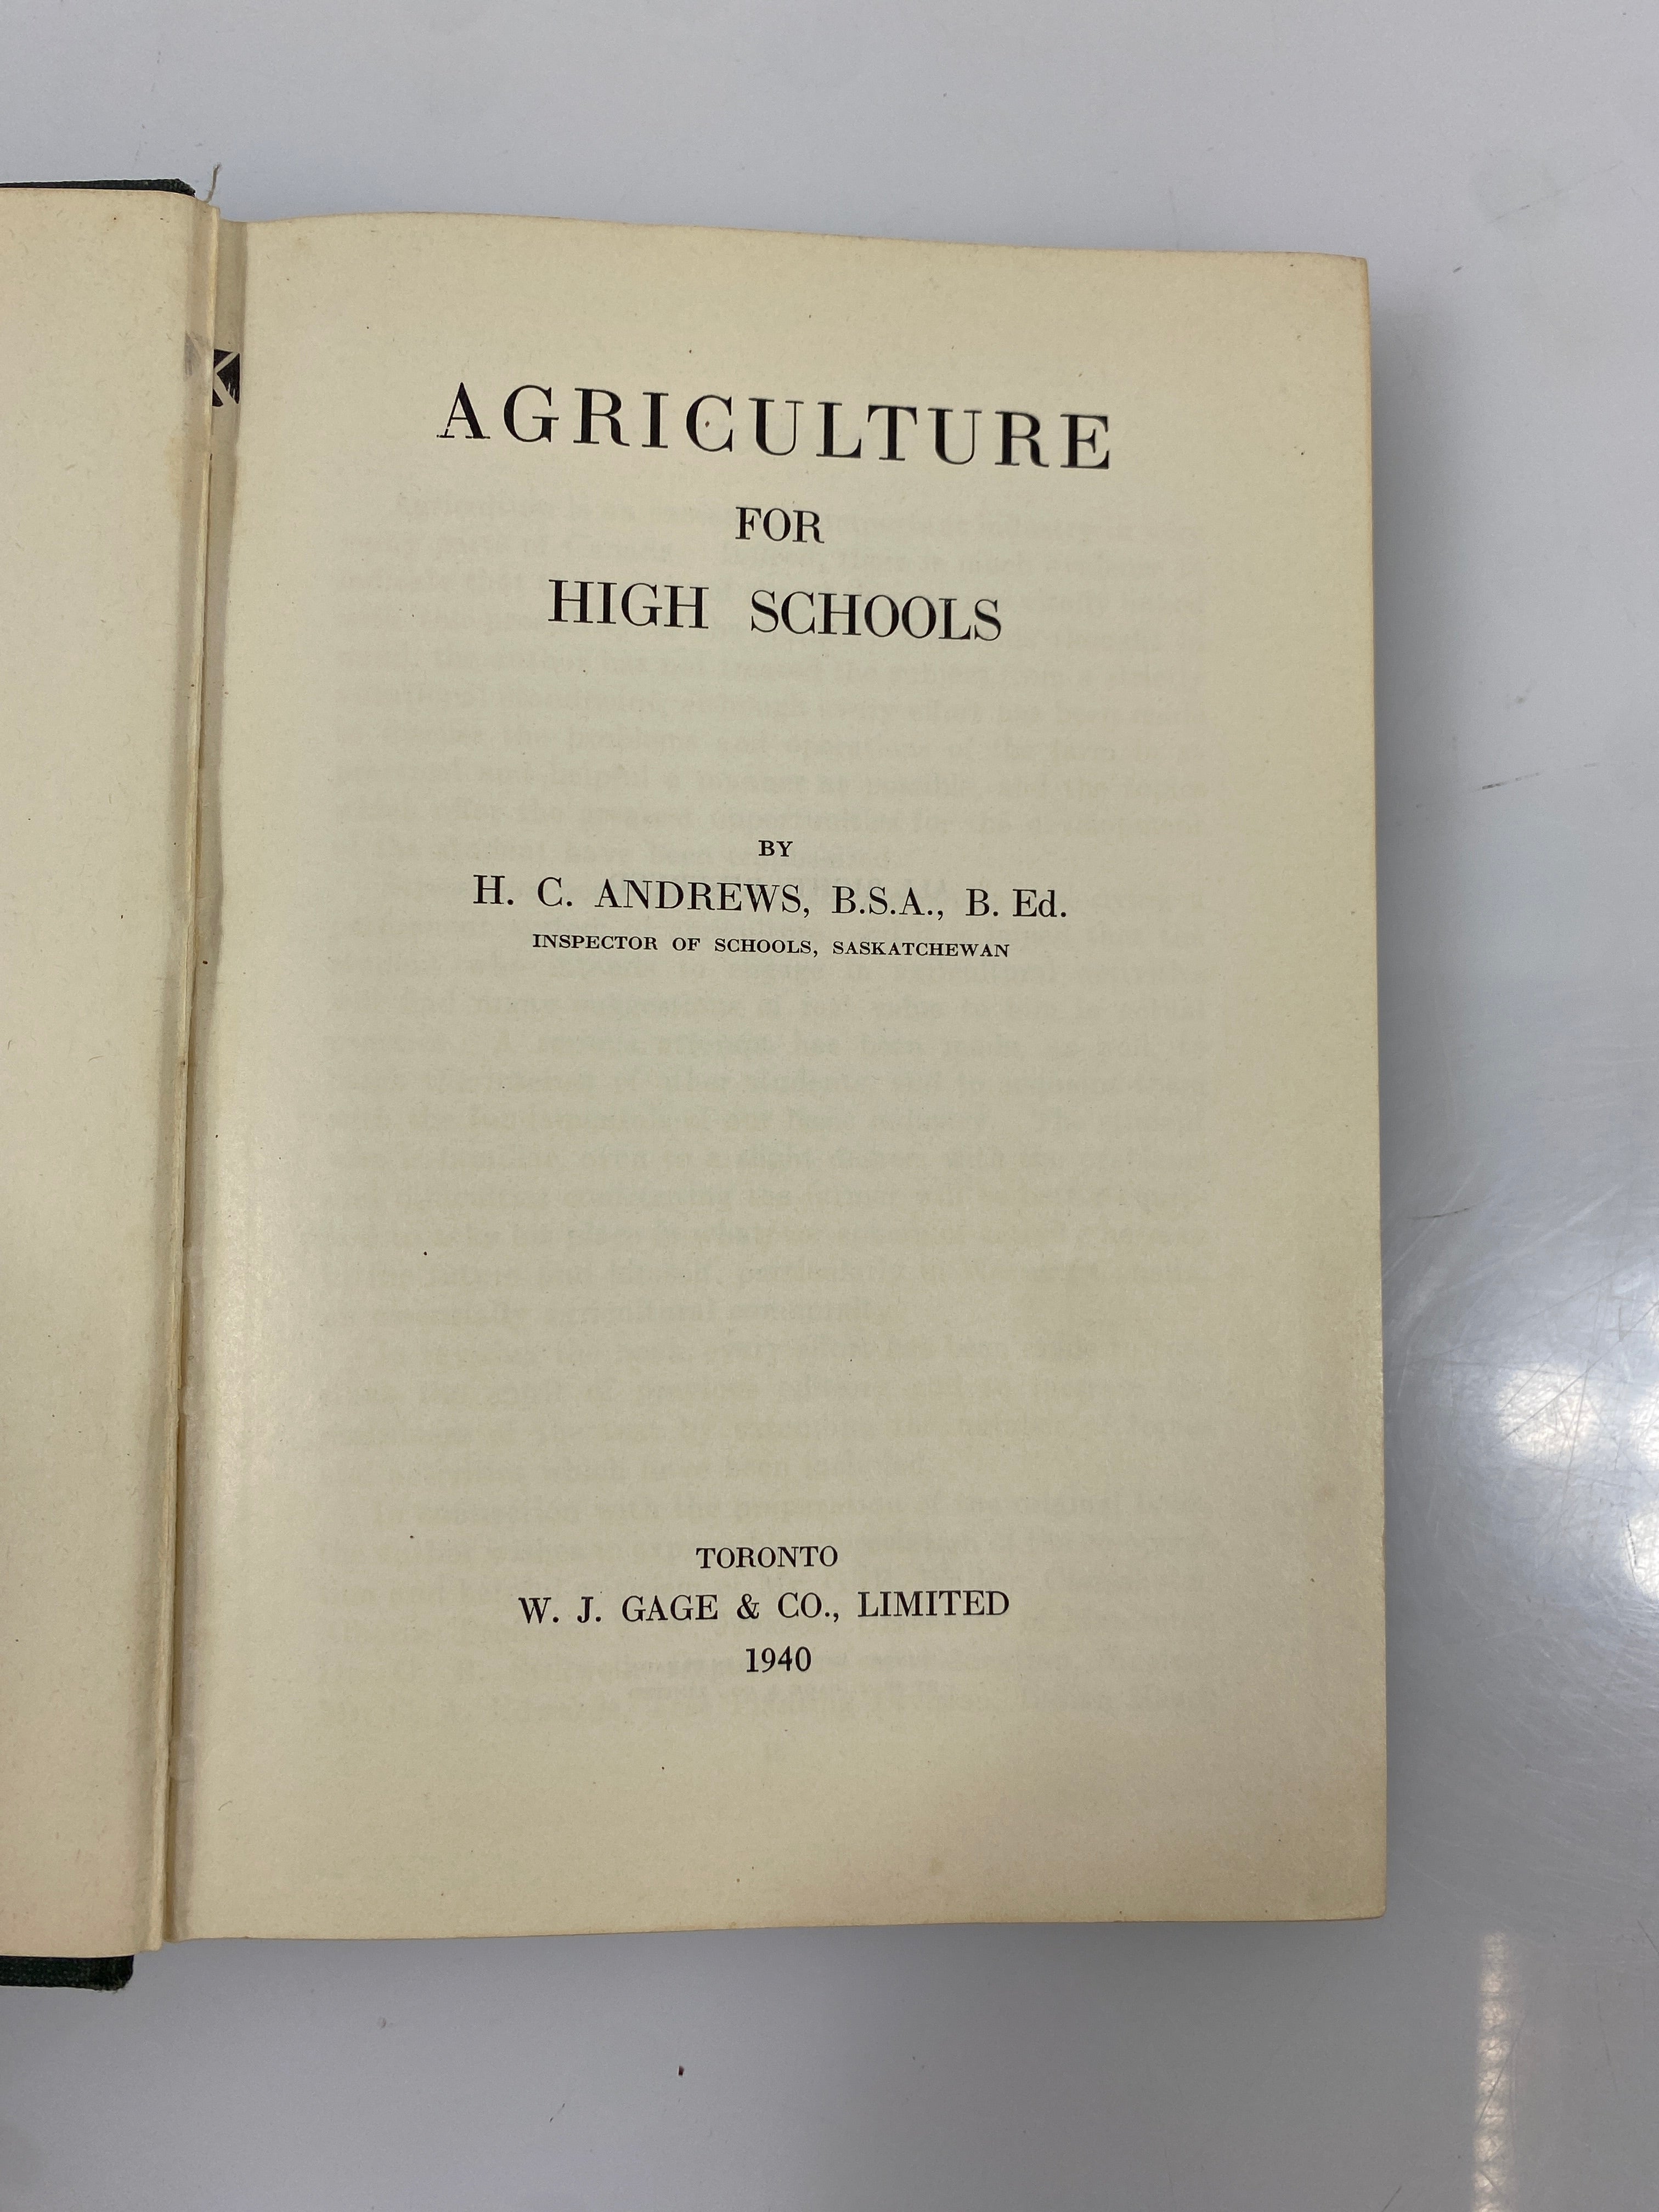 AGRICULTURE
FOR
HIGH SCHOOLS
BY
H. C. ANDREWS, B.S.A., B. Ed.
INSPECTOR OF SCHOOLS, SASKATCHEWAN
TORONTO
W. J. GAGE & CO., LIMITED
1940